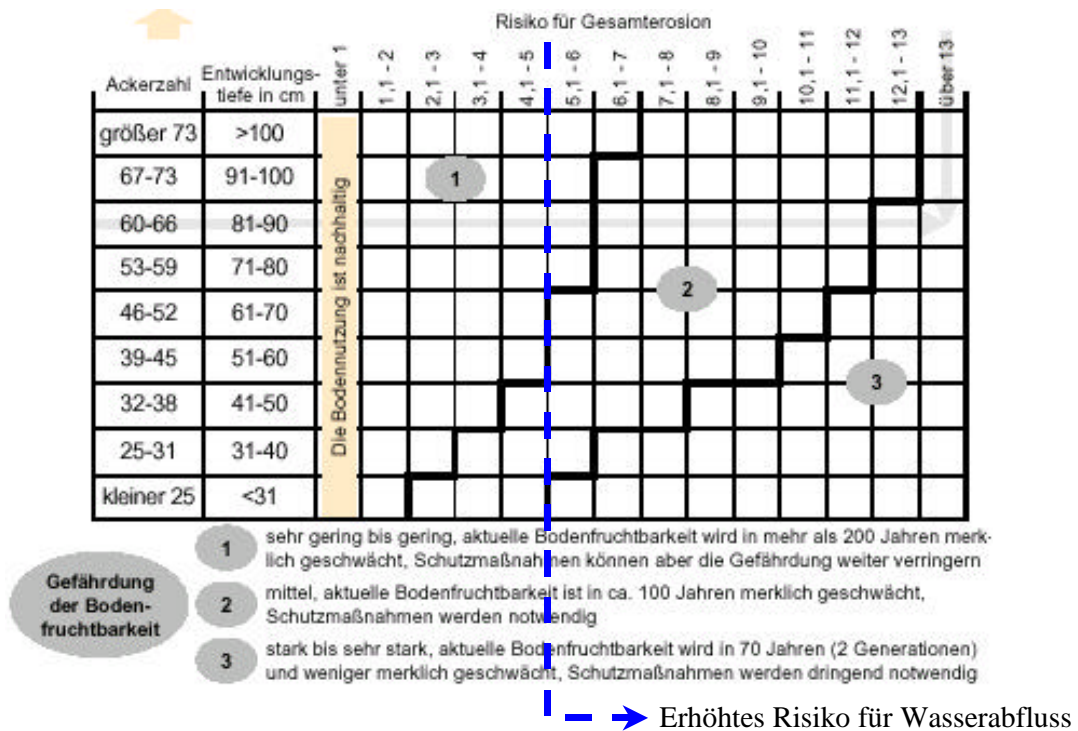 Risiko für Gesamterosion
Ackerzahl
Entwicklungs-
tiefe in cm
unter 1
1,1 - 2
2,1 - 3
3,1 - 4
4,1 - 5
5,1 - 6
6,1 - 7
7,1 - 8
8,1 - 9
9,1 - 10
10,1 - 11
11,1 - 12
12,1 - 13
über 13
größer 73 >100
67-73 91-100
60-66 81-90
53-59 71-80
46-52 61-70
39-45 51-60
32-38 41-50
25-31 31-40
kleiner 25 <31
Die Bodennutzung ist nachhaltig
1
2
3
Gefährdung
der Boden-
fruchtbarkeit
1 sehr gering bis gering, aktuelle Bodenfruchtbarkeit wird in mehr als 200 Jahren merk-
lich geschwächt, Schutzmaßnahmen können aber die Gefährdung weiter verringern
2 mittel, aktuelle Bodenfruchtbarkeit ist in ca. 100 Jahren merklich geschwächt,
Schutzmaßnahmen werden notwendig
3 stark bis sehr stark, aktuelle Bodenfruchtbarkeit wird in 70 Jahren (2 Generationen)
und weniger merklich geschwächt, Schutzmaßnahmen werden dringend notwendig
Erhöhtes Risiko für Wasserabfluss